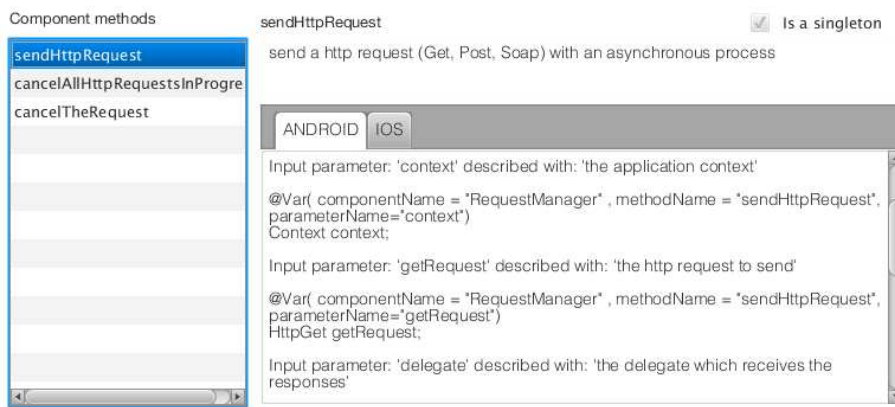 Component methods
sendHttpRequest
cancelAllHttpRequestsInProgre
cancelTheRequest
sendHttpRequest
Is a singleton
send a http request (Get, Post, Soap) with an asynchronous process
ANDROID
IOS
Input parameter: 'context' described with: 'the application context'
@Var( componentName = "RequestManager" , methodName = "sendHttpRequest",
parameterName="context")
Context context;
Input parameter: 'getRequest' described with: 'the http request to send'
@Var( componentName = "RequestManager" , methodName = "sendHttpRequest",
parameterName="getRequest")
HttpGet getRequest;
Input parameter: 'delegate' described with: 'the delegate which receives the
responses'